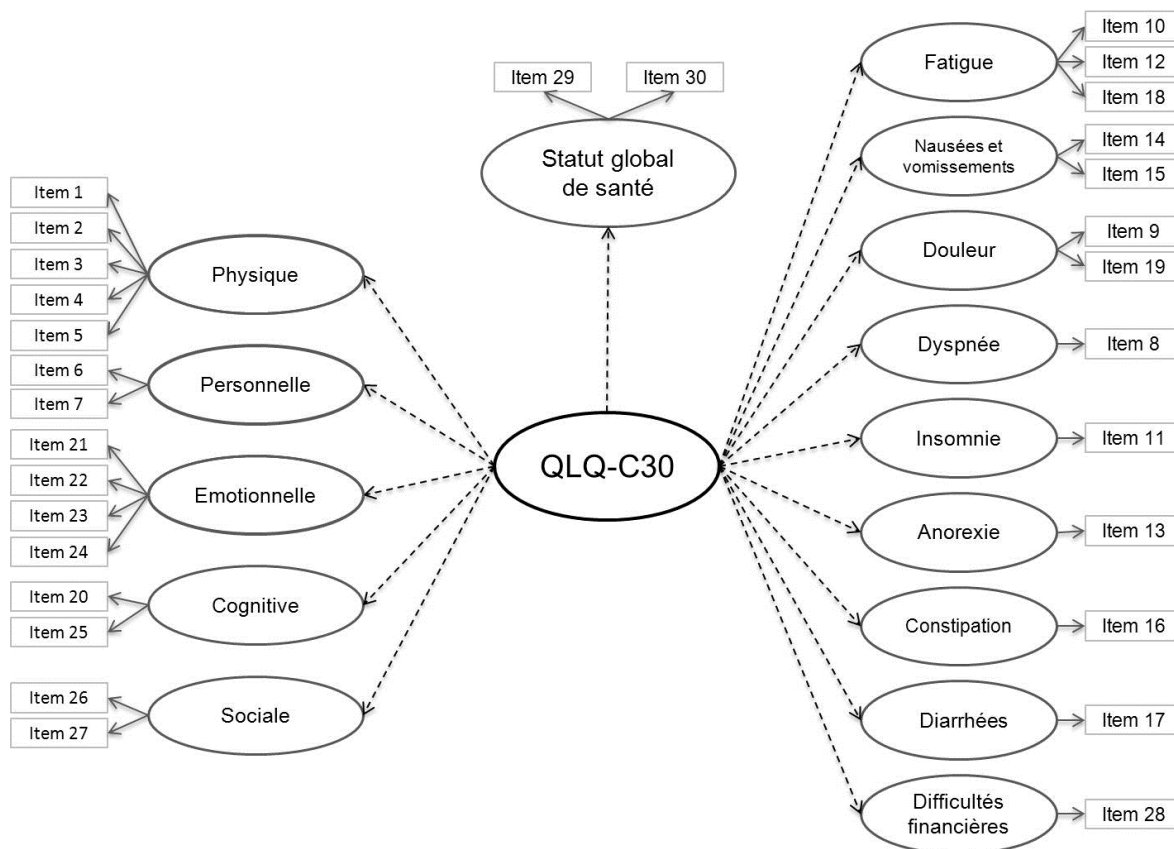 Item 29
Item 30
Statut global
de santé
Item 1
Item 2
Item 3
Item 4
Item 5
Physique
Item 6
Item 7
Personnelle
Item 21
Item 22
Item 23
Item 24
Emotionnelle
Item 20
Item 25
Cognitive
Item 26
Item 27
Sociale
QLQ-C30
Fatigue
Item 10
Item 12
Item 18
Nausées et
vomissements
Item 14
Item 15
Douleur
Item 9
Item 19
Dyspnée
Item 8
Insomnie
Item 11
Anorexie
Item 13
Constipation
Item 16
Diarrhées
Item 17
Difficultés
financières
Item 28